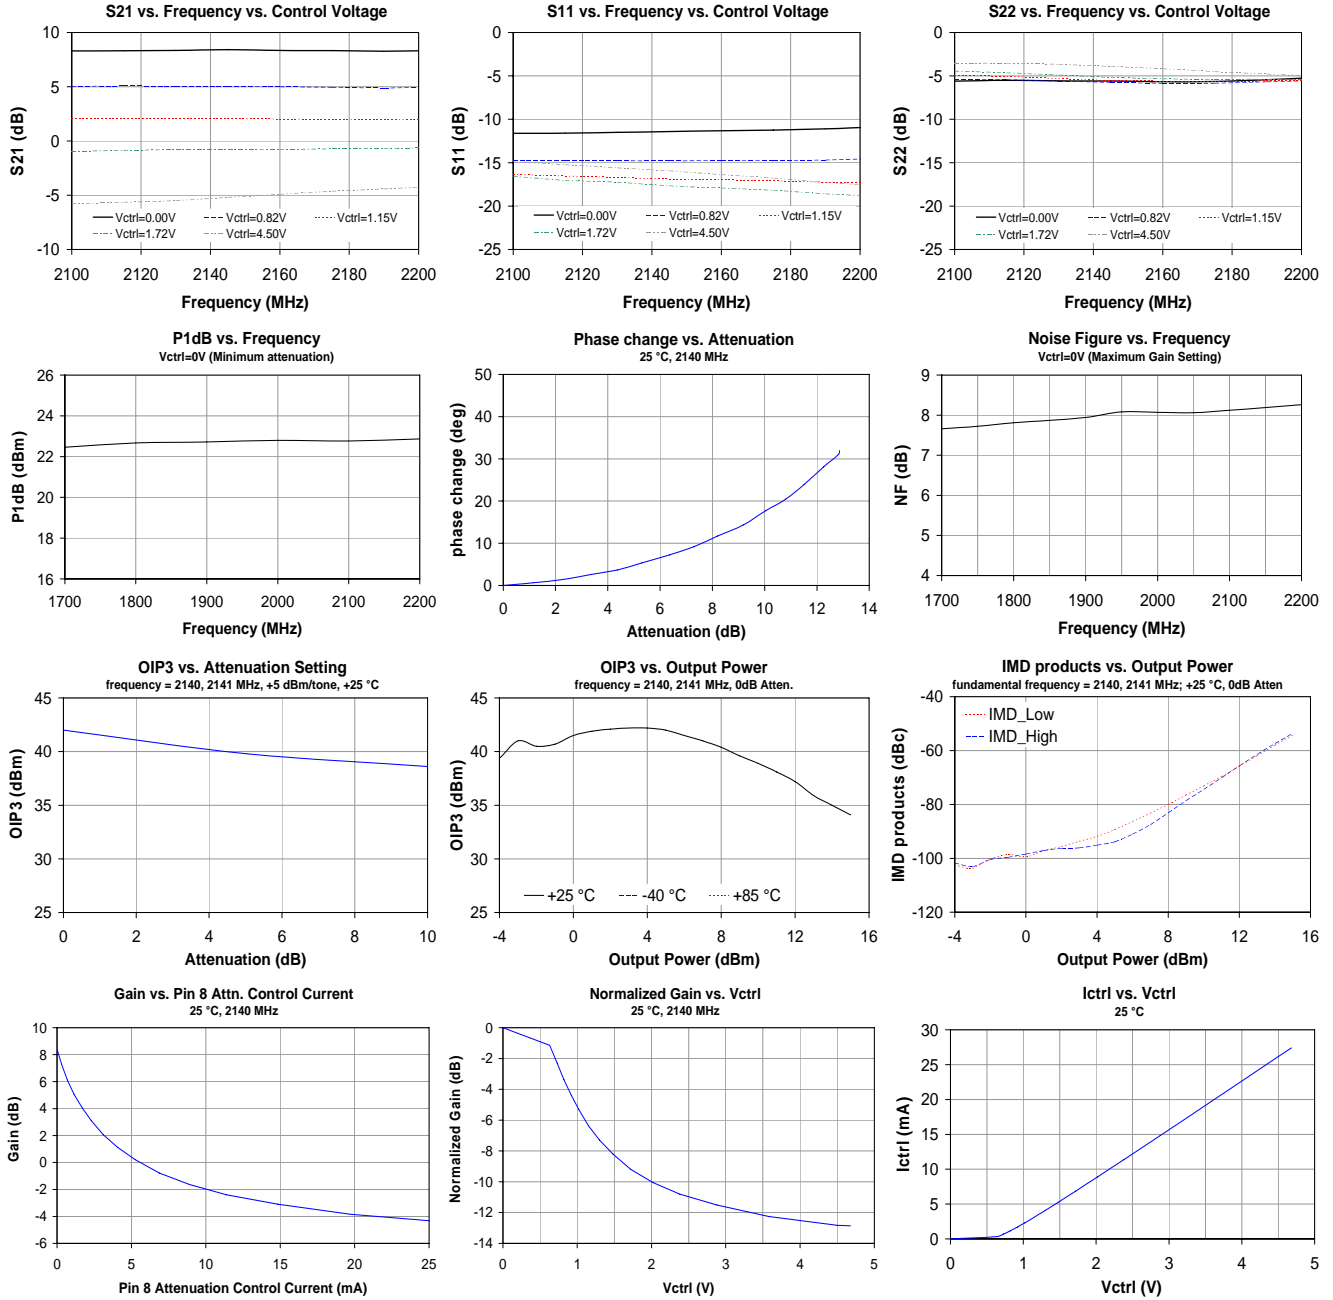 S21 vs. Frequency vs. Control Voltage
10
5
0
-5
-10
S21 (dB)
Vctrl=0.00V
Vctrl=0.82V
Vctrl=1.15V
Vctrl=1.72V
Vctrl=4.50V
2100 2120 2140 2160 2180 2200
Frequency (MHz)
S11 vs. Frequency vs. Control Voltage
0
-5
-10
-15
-20
-25
S11 (dB)
Vctrl=0.00V
Vctrl=0.82V
Vctrl=1.15V
Vctrl=1.72V
Vctrl=4.50V
2100 2120 2140 2160 2180 2200
Frequency (MHz)
S22 vs. Frequency vs. Control Voltage
0
-5
-10
-15
-20
-25
S22 (dB)
Vctrl=0.00V
Vctrl=0.82V
Vctrl=1.15V
Vctrl=1.72V
Vctrl=4.50V
2100 2120 2140 2160 2180 2200
Frequency (MHz)
P1dB vs. Frequency
Vctrl=0V (Minimum attenuation)
26
24
22
20
18
16
P1dB (dBm)
1700 1800 1900 2000 2100 2200
Frequency (MHz)
Phase change vs. Attenuation
25 °C, 2140 MHz
50
40
30
20
10
0
phase change (deg)
0 2 4 6 8 10 12 14
Attenuation (dB)
Noise Figure vs. Frequency
Vctrl=0V (Maximum Gain Setting)
9
8
7
6
5
4
NF (dB)
1700 1800 1900 2000 2100 2200
Frequency (MHz)
OIP3 vs. Attenuation Setting
frequency = 2140, 2141 MHz, +5 dBm/tone, +25 °C
45
40
35
30
25
OIP3 (dBm)
0 2 4 6 8 10
Attenuation (dB)
OIP3 vs. Output Power
frequency = 2140, 2141 MHz, 0dB Atten.
45
40
35
30
25
OIP3 (dBm)
+25 °C
-40 °C
+85 °C
-4 0 4 8 12 16
Output Power (dBm)
IMD products vs. Output Power
fundamental frequency = 2140, 2141 MHz; +25 °C, 0dB Atten
-40
-60
-80
-100
-120
IMD products (dBc)
IMD_Low
IMD_High
-4 0 4 8 12 16
Output Power (dBm)
Gain vs. Pin 8 Attn. Control Current
25 °C, 2140 MHz
10
8
6
4
2
0
-2
-4
-6
Gain (dB)
0 5 10 15 20 25
Pin 8 Attenuation Control Current (mA)
Normalized Gain vs. Vctrl
25 °C, 2140 MHz
0
-2
-4
-6
-8
-10
-12
-14
Normalized Gain (dB)
0 1 2 3 4 5
Vctrl (V)
Ictrl vs. Vctrl
25 °C
30
25
20
15
10
5
0
Ictrl (mA)
0 1 2 3 4 5
Vctrl (V)